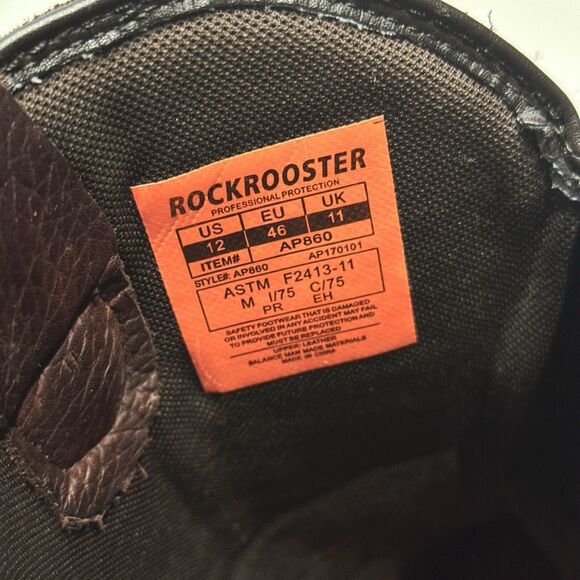 ROCKROOSTER
PROFESSIONAL PROTECTION
US EU UK
12 46 11
ITEM# AP860
STYLE#: AP860 AP170101
ASTM F2413-11
M I/75 C/75
PR EH
SAFETY FOOTWEAR THAT IS DAMAGED
OR INVOLVED IN ANY ACCIDENT MAY FAIL
TO PROVIDE FUTURE PROTECTION AND
MUST BE REPLACED
UPPER: LEATHER
BALANCE MAN MADE MATERIALS
MADE IN CHINA